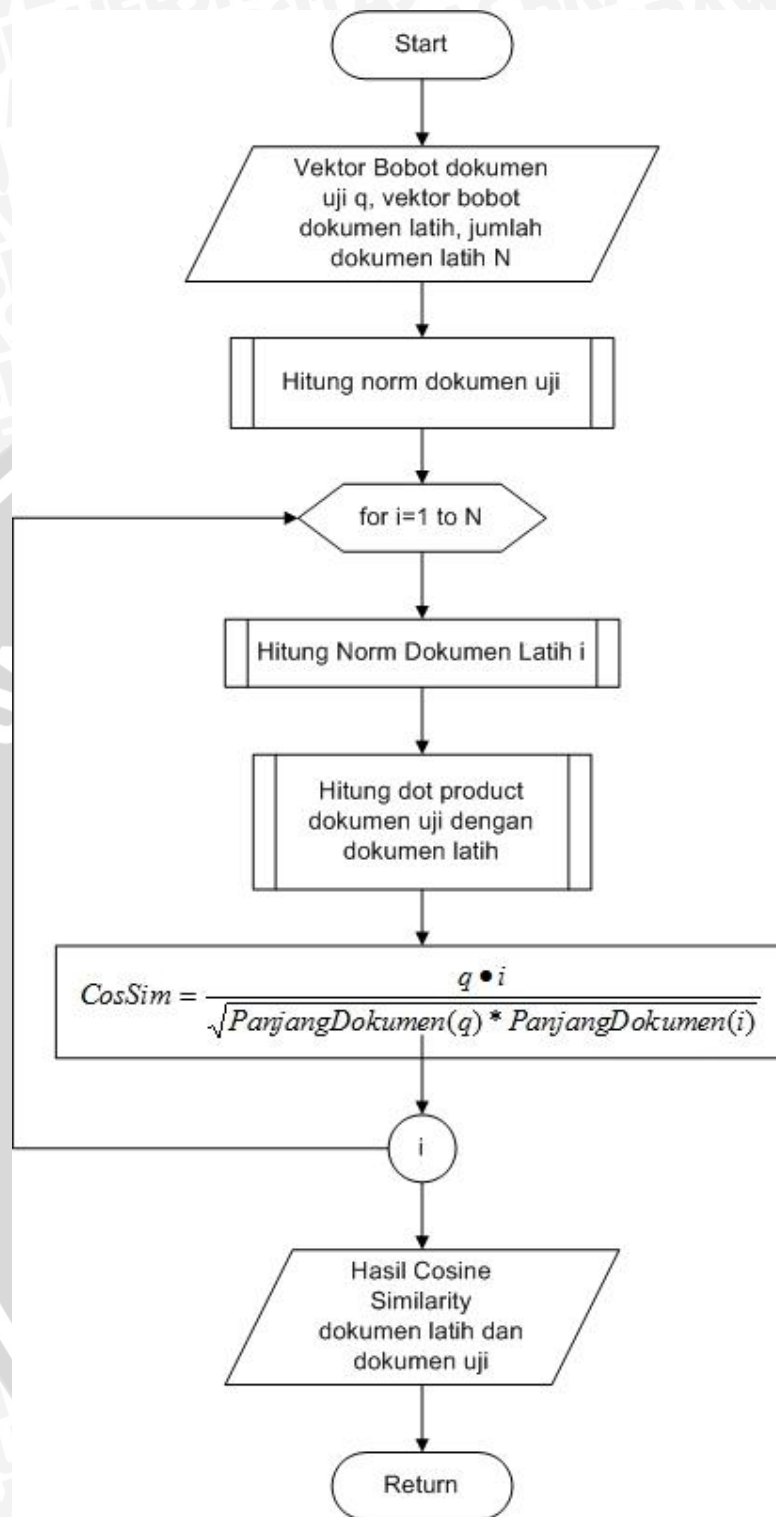 Start
Vektor Bobot dokumen
uji q, vektor bobot
dokumen latih, jumlah
dokumen latih N
Hitung norm dokumen uji
for i=1 to N
Hitung Norm Dokumen Latih i
Hitung dot product
dokumen uji dengan
dokumen latih
CosSim = q • i / √PanjangDokumen(q) * PanjangDokumen(i)
i
Hasil Cosine
Similarity
dokumen latih dan
dokumen uji
Return